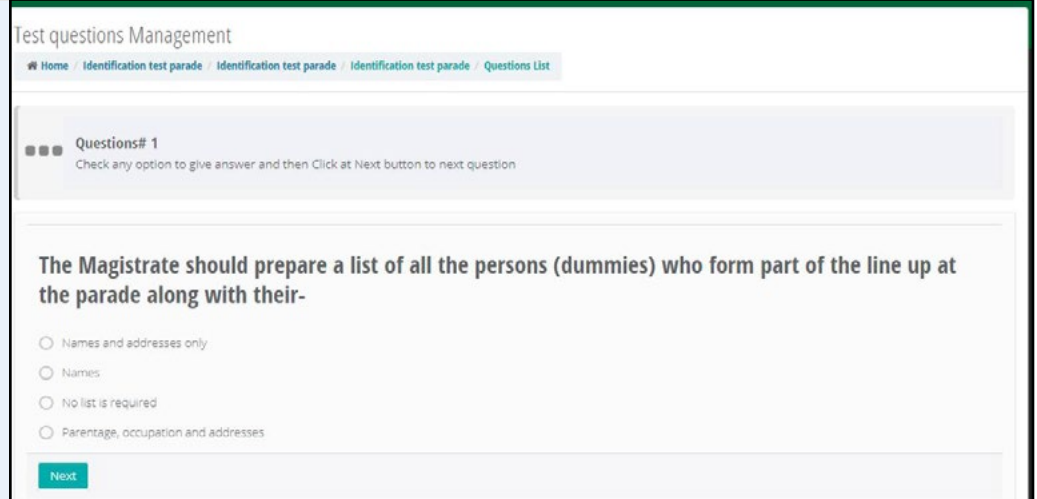 Test questions Management
Home / Identification test parade / Identification test parade / Identification test parade / Questions List
Questions# 1
Check any option to give answer and then Click at Next button to next question
The Magistrate should prepare a list of all the persons (dummies) who form part of the line up at
the parade along with their-
Names and addresses only
Names
No list is required
Parentage, occupation and addresses
Next